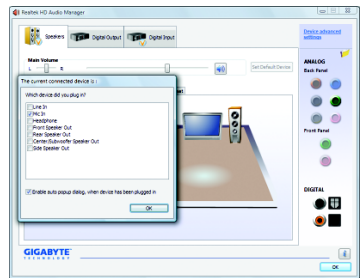 Realtek HD Audio Manager
Speakers
Digital Output
Digital Input
Device advanced settings
Main Volume
L
R
Set Default Device
ANALOG
Back Panel
The current connected device is :
Which device did you plug in?
Line In
Mic In
Headphone
Front Speaker Out
Rear Speaker Out
Center/Subwoofer Speaker Out
Side Speaker Out
Enable auto popup dialog, when device has been plugged in
OK
Front Panel
DIGITAL
GIGABYTE
TECHNOLOGY
OK